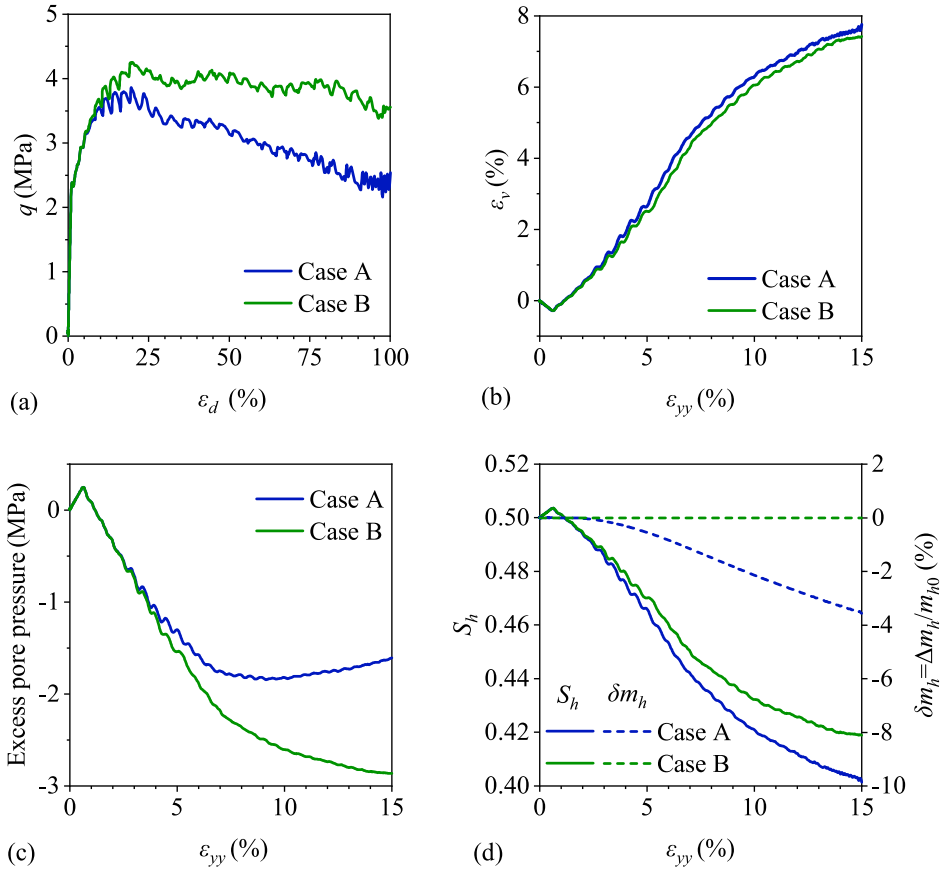 5
4
3
2
1
0
q (MPa)
0 25 50 75 100
ε_d (%)
Case A
Case B
(a)
8
6
4
2
0
ε_v (%)
0 5 10 15
ε_yy (%)
Case A
Case B
(b)
0
-1
-2
-3
Excess pore pressure (MPa)
0 5 10 15
ε_yy (%)
Case A
Case B
(c)
0.52
0.50
0.48
0.46
0.44
0.42
0.40
S_h
2
0
-2
-4
-6
-8
-10
δm_h=Δm_h/m_h0 (%)
S_h δm_h
Case A
Case B
0 5 10 15
ε_yy (%)
(d)